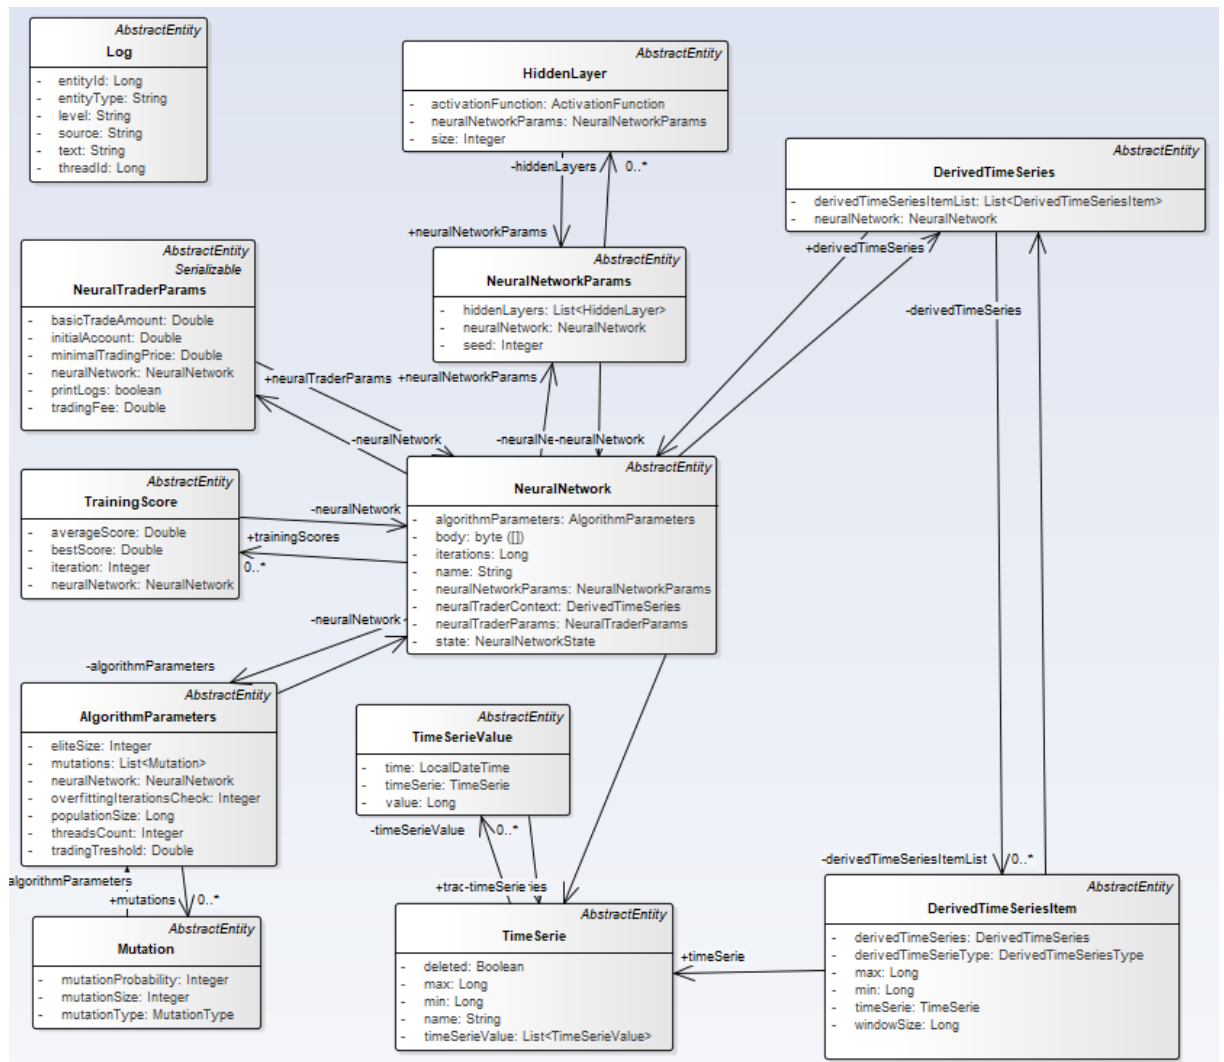 AbstractEntity
Log
- entityId: Long
- entityType: String
- level: String
- source: String
- text: String
- threadId: Long
AbstractEntity
HiddenLayer
- activationFunction: ActivationFunction
- neuralNetworkParams: NeuralNetworkParams
- size: Integer
-hiddenLayers
0..*
+neuralNetworkParams
AbstractEntity
DerivedTimeSeries
- derivedTimeSeriesItemList: List<DerivedTimeSeriesItem>
- neuralNetwork: NeuralNetwork
+derivedTimeSeries
-derivedTimeSeries
AbstractEntity
Serializable
NeuralTraderParams
- basicTradeAmount: Double
- initialAccount: Double
- minimalTradingPrice: Double
- neuralNetwork: NeuralNetwork
- printLogs: boolean
- tradingFee: Double
AbstractEntity
NeuralNetworkParams
- hiddenLayers: List<HiddenLayer>
- neuralNetwork: NeuralNetwork
- seed: Integer
+neuralTraderParams
+neuralNetworkParams
-neuralNetwork
-neuralNe
-neuralNetwork
AbstractEntity
TrainingScore
- averageScore: Double
- bestScore: Double
- iteration: Integer
- neuralNetwork: NeuralNetwork
-neuralNetwork
+trainingScores
0..*
AbstractEntity
NeuralNetwork
- algorithmParameters: AlgorithmParameters
- body: byte ([])
- iterations: Long
- name: String
- neuralNetworkParams: NeuralNetworkParams
- neuralTraderContext: DerivedTimeSeries
- neuralTraderParams: NeuralTraderParams
- state: NeuralNetworkState
-neuralNetwork
-algorithmParameters
AbstractEntity
AlgorithmParameters
- eliteSize: Integer
- mutations: List<Mutation>
- neuralNetwork: NeuralNetwork
- overfittingIterationsCheck: Integer
- populationSize: Long
- threadsCount: Integer
- tradingTreshold: Double
algorithmParameters
+mutations
0..*
AbstractEntity
Mutation
- mutationProbability: Integer
- mutationSize: Integer
- mutationType: MutationType
AbstractEntity
TimeSerieValue
- time: LocalDateTime
- timeSerie: TimeSerie
- value: Long
-timeSerieValue
0..*
+trac
-timeSerie
ies
AbstractEntity
TimeSerie
- deleted: Boolean
- max: Long
- min: Long
- name: String
- timeSerieValue: List<TimeSerieValue>
+timeSerie
-derivedTimeSeriesItemList
0..*
AbstractEntity
DerivedTimeSeriesItem
- derivedTimeSeries: DerivedTimeSeries
- derivedTimeSerieType: DerivedTimeSeriesType
- max: Long
- min: Long
- timeSerie: TimeSerie
- windowSize: Long